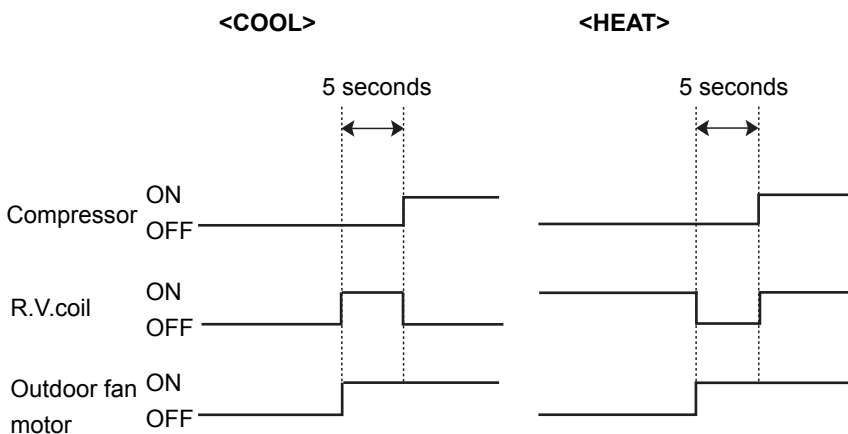 <COOL>
<HEAT>
5 seconds
5 seconds
Compressor
ON
OFF
R.V.coil
ON
OFF
Outdoor fan
motor
ON
OFF